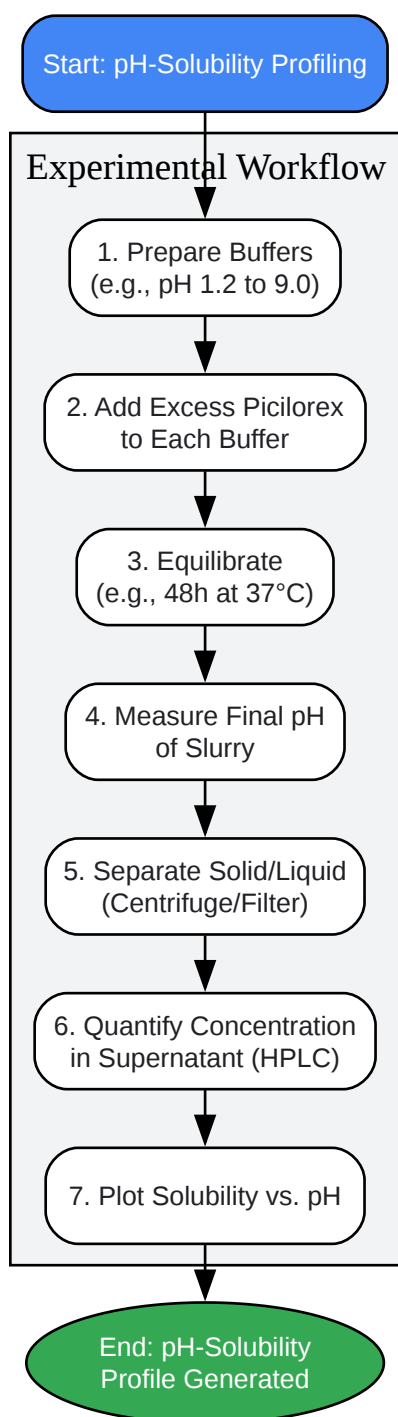 Start: pH-Solubility Profiling
Experimental Workflow
1. Prepare Buffers
(e.g., pH 1.2 to 9.0)
2. Add Excess Picilorex
to Each Buffer
3. Equilibrate
(e.g., 48h at 37°C)
4. Measure Final pH
of Slurry
5. Separate Solid/Liquid
(Centrifuge/Filter)
6. Quantify Concentration
in Supernatant (HPLC)
7. Plot Solubility vs. pH
End: pH-Solubility
Profile Generated